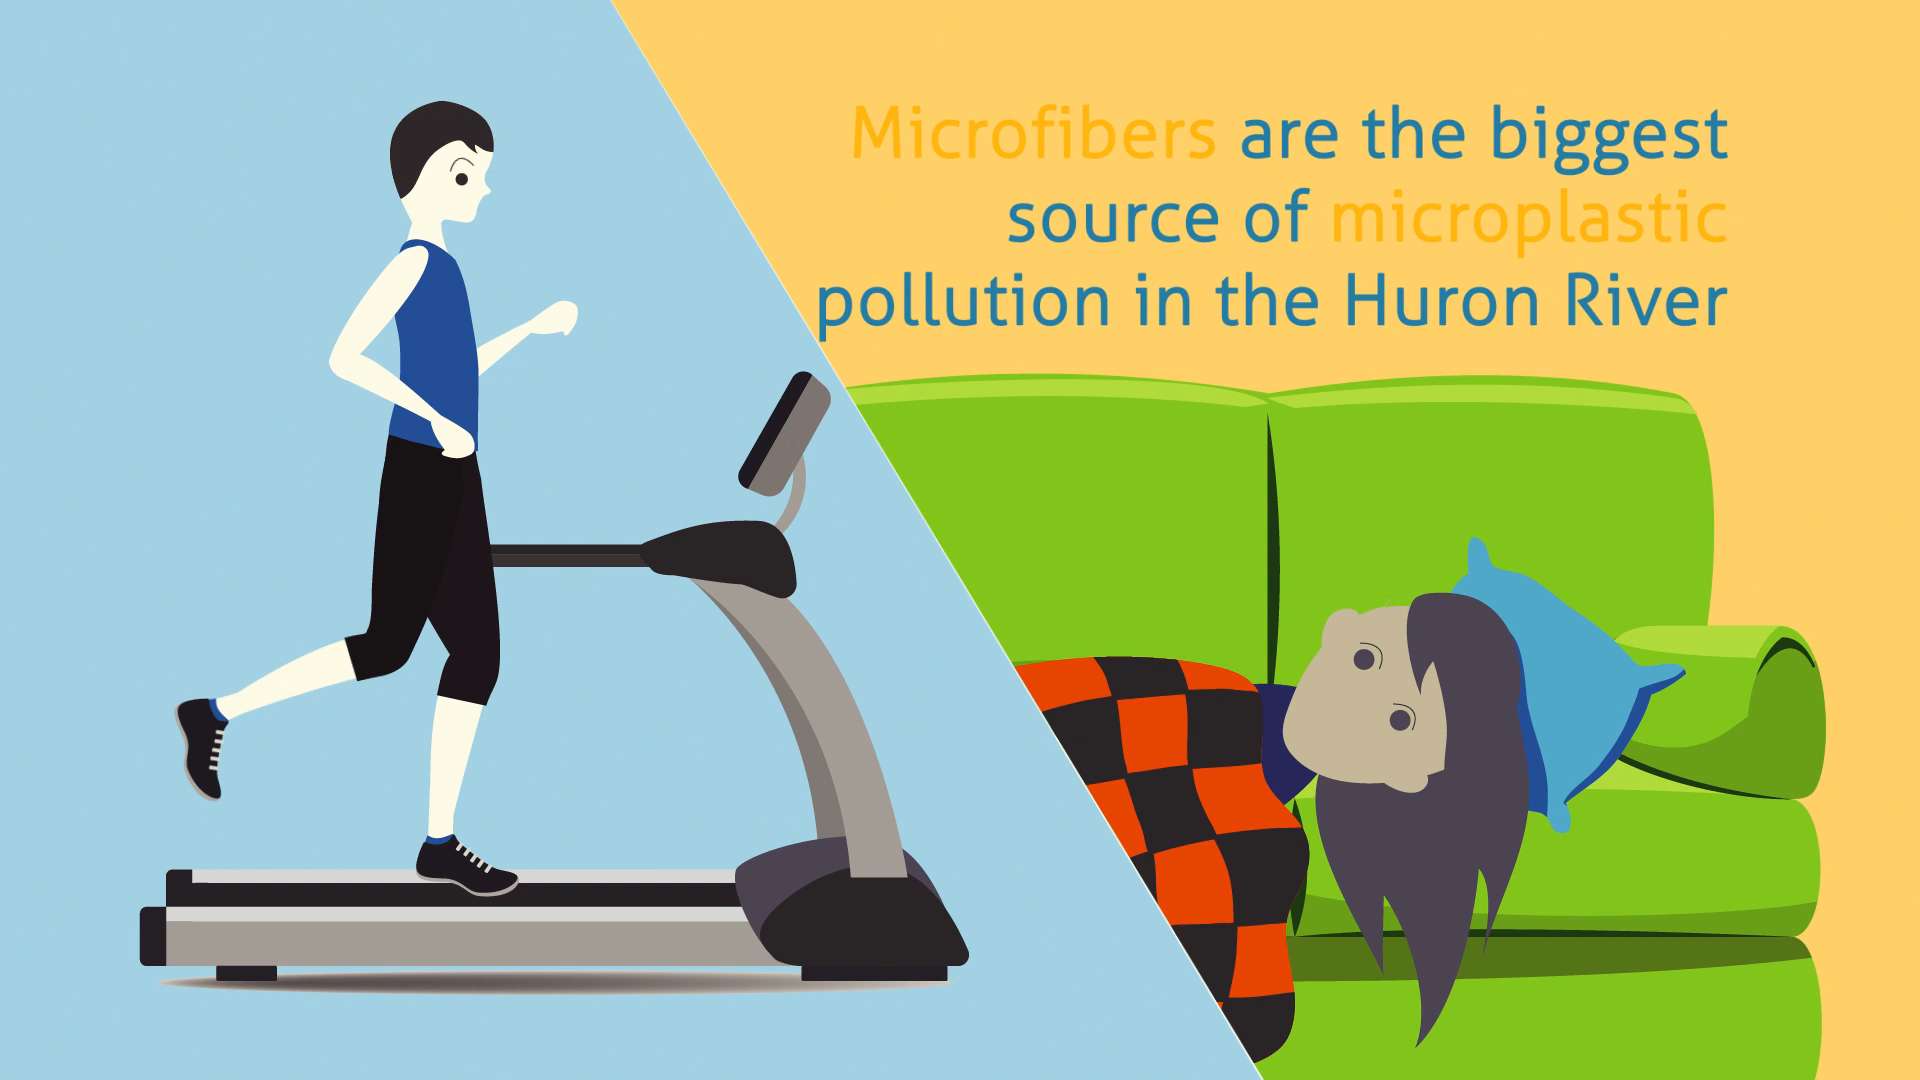 Microfibers are the biggest
source of microplastic
pollution in the Huron River